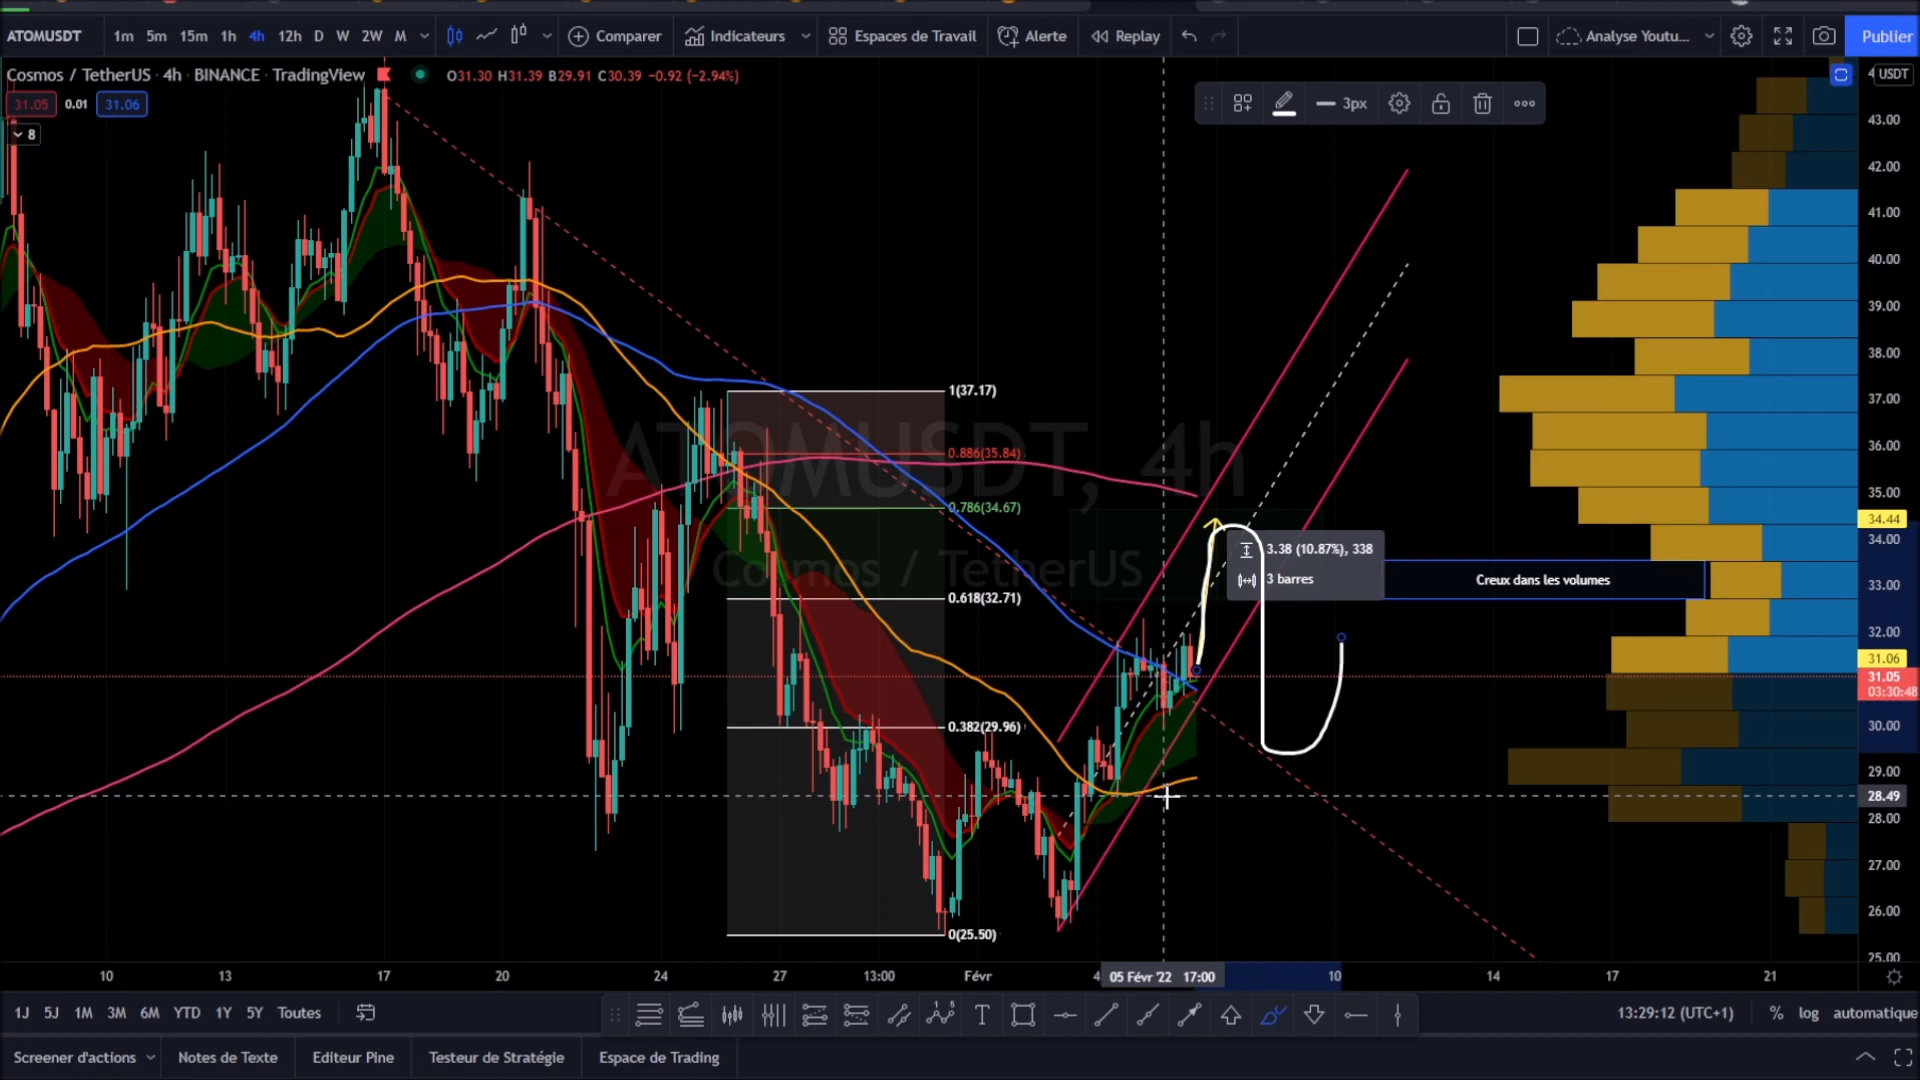 ATOMUSDT 1m 5m 15m 1h 4h 12h D W 2W M Comparer Indicateurs Espaces de Travail Alerte Replay Analyse Youtu... Publier
Cosmos / TetherUS · 4h · BINANCE · TradingView O31.30 H31.39 B29.91 C30.39 −0.92 (−2.94%)
31.05 0.01 31.06
8
USDT
43.00
42.00
41.00
40.00
39.00
38.00
37.00
36.00
35.00
34.44
34.00
33.00
32.00
31.06
31.05
03:30:48
30.00
29.00
28.49
28.00
27.00
26.00
25.00
3px
ATOMUSDT, 4h
Cosmos / TetherUS
1(37.17)
0.886(35.84)
0.786(34.67)
0.618(32.71)
0.382(29.96)
0(25.50)
3.38 (10.87%), 338
3 barres
Creux dans les volumes
10 13 17 20 24 27 13:00 Févr 4 05 Févr '22 17:00 10 14 17 21
1J 5J 1M 3M 6M YTD 1Y 5Y Toutes 13:29:12 (UTC+1) % log automatique
Screener d'actions Notes de Texte Editeur Pine Testeur de Stratégie Espace de Trading